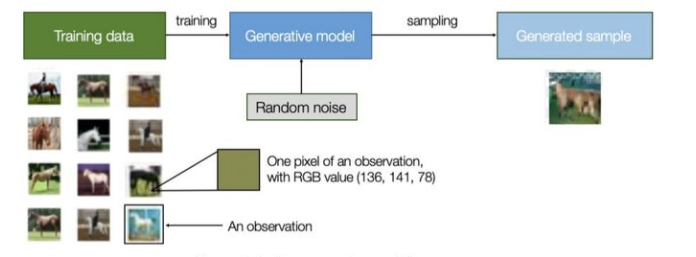 training
sampling
Training data
Generative model
Generated sample
Random noise
One pixel of an observation,
with RGB value (136, 141, 78)
An observation